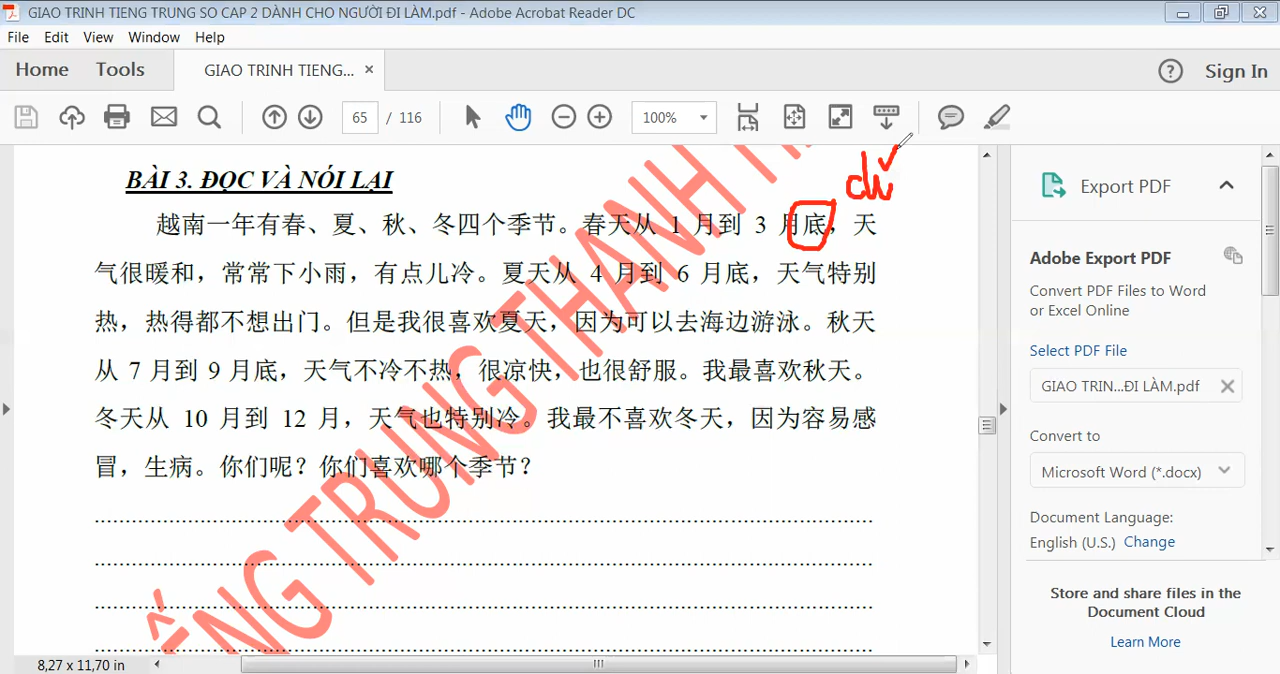 GIAO TRINH TIENG TRUNG SO CAP 2 DÀNH CHO NGƯỜI ĐI LÀM.pdf - Adobe Acrobat Reader DC
File Edit View Window Help
Home Tools GIAO TRINH TIENG... × Sign In
65 / 116 100%
BÀI 3. ĐỌC VÀ NÓI LẠI
越南一年有春、夏、秋、冬四个季节。春天从 1 月到 3 月底，天
气很暖和，常常下小雨，有点儿冷。夏天从 4 月到 6 月底，天气特别
热，热得都不想出门。但是我很喜欢夏天，因为可以去海边游泳。秋天
从 7 月到 9 月底，天气不冷不热，很凉快，也很舒服。我最喜欢秋天。
冬天从 10 月到 12 月，天气也特别冷。我最不喜欢冬天，因为容易感
冒，生病。你们呢？你们喜欢哪个季节？
NG TRUNG THANH
8,27 x 11,70 in
Export PDF
Adobe Export PDF
Convert PDF Files to Word
or Excel Online
Select PDF File
GIAO TRIN...ĐI LÀM.pdf
Convert to
Microsoft Word (*.docx)
Document Language:
English (U.S.) Change
Store and share files in the
Document Cloud
Learn More